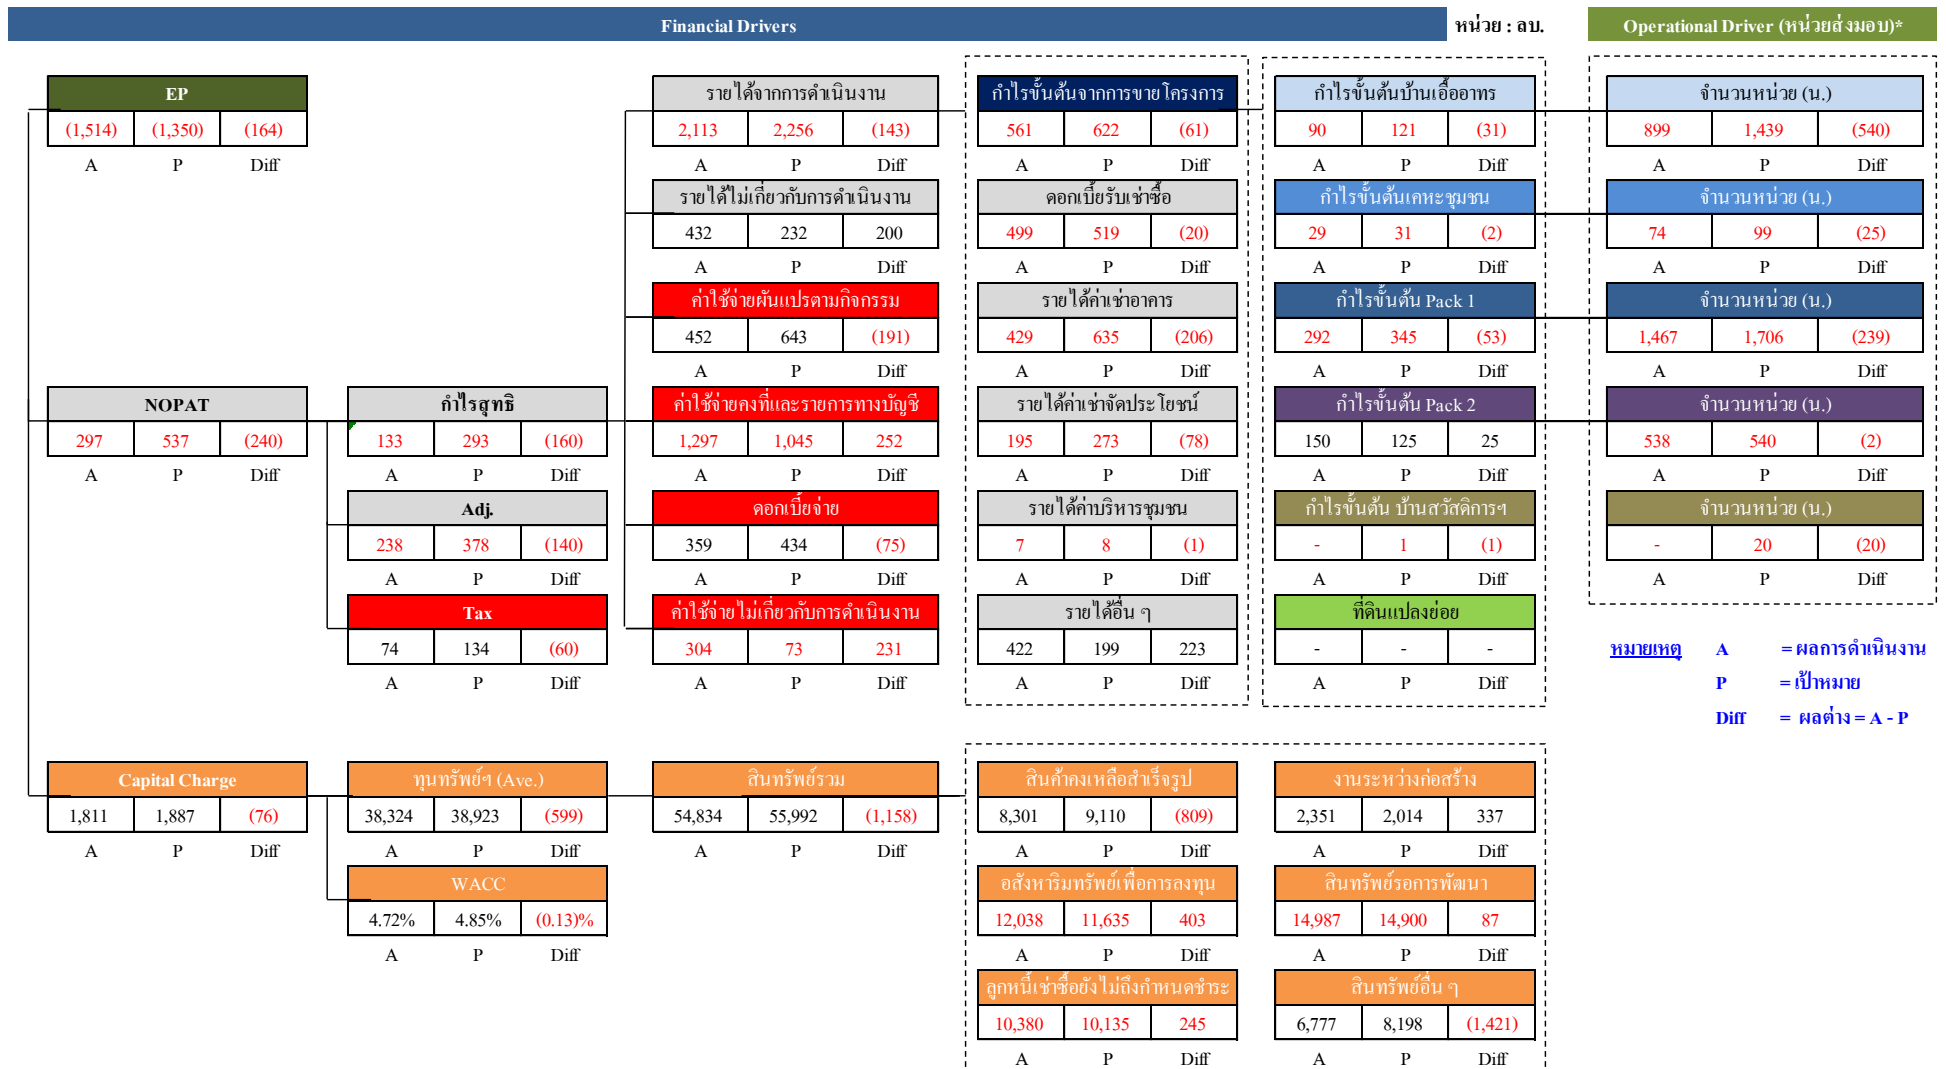 Financial Drivers หน่วย : ลบ. Operational Driver (หน่วยส่งมอบ)*
EP รายได้จากการดำเนินงาน กำไรขั้นต้นจากการขายโครงการ กำไรขั้นต้นบ้านเอื้ออาทร จำนวนหน่วย (น.)
(1,514) (1,350) (164) 2,113 2,256 (143) 561 622 (61) 90 121 (31) 899 1,439 (540)
A P Diff A P Diff A P Diff A P Diff A P Diff
รายได้ไม่เกี่ยวกับการดำเนินงาน ดอกเบี้ยรับเช่าซื้อ กำไรขั้นต้นเคหะชุมชน จำนวนหน่วย (น.)
432 232 200 499 519 (20) 29 31 (2) 74 99 (25)
A P Diff A P Diff A P Diff A P Diff
ค่าใช้จ่ายผันแปรตามกิจกรรม รายได้ค่าเช่าอาคาร กำไรขั้นต้น Pack 1 จำนวนหน่วย (น.)
452 643 (191) 429 635 (206) 292 345 (53) 1,467 1,706 (239)
A P Diff A P Diff A P Diff A P Diff
NOPAT กำไรสุทธิ ค่าใช้จ่ายคงที่และรายการทางบัญชี รายได้ค่าเช่าจัดประโยชน์ กำไรขั้นต้น Pack 2 จำนวนหน่วย (น.)
297 537 (240) 133 293 (160) 1,297 1,045 252 195 273 (78) 150 125 25 538 540 (2)
A P Diff A P Diff A P Diff A P Diff A P Diff A P Diff
Adj. ดอกเบี้ยจ่าย รายได้ค่าบริหารชุมชน กำไรขั้นต้น บ้านสวัสดิการฯ จำนวนหน่วย (น.)
238 378 (140) 359 434 (75) 7 8 (1) - 1 (1) - 20 (20)
A P Diff A P Diff A P Diff A P Diff A P Diff
Tax ค่าใช้จ่ายไม่เกี่ยวกับการดำเนินงาน รายได้อื่น ๆ ที่ดินแปลงย่อย
74 134 (60) 304 73 231 422 199 223 - - -
A P Diff A P Diff A P Diff A P Diff
หมายเหตุ A = ผลการดำเนินงาน
P = เป้าหมาย
Diff = ผลต่าง = A - P
Capital Charge ทุนทรัพย์ฯ (Ave.) สินทรัพย์รวม สินค้าคงเหลือสำเร็จรูป งานระหว่างก่อสร้าง
1,811 1,887 (76) 38,324 38,923 (599) 54,834 55,992 (1,158) 8,301 9,110 (809) 2,351 2,014 337
A P Diff A P Diff A P Diff A P Diff A P Diff
WACC อสังหาริมทรัพย์เพื่อการลงทุน สินทรัพย์รอการพัฒนา
4.72% 4.85% (0.13)% 12,038 11,635 403 14,987 14,900 87
A P Diff A P Diff A P Diff
ลูกหนี้เช่าซื้อยังไม่ถึงกำหนดชำระ สินทรัพย์อื่น ๆ
10,380 10,135 245 6,777 8,198 (1,421)
A P Diff A P Diff